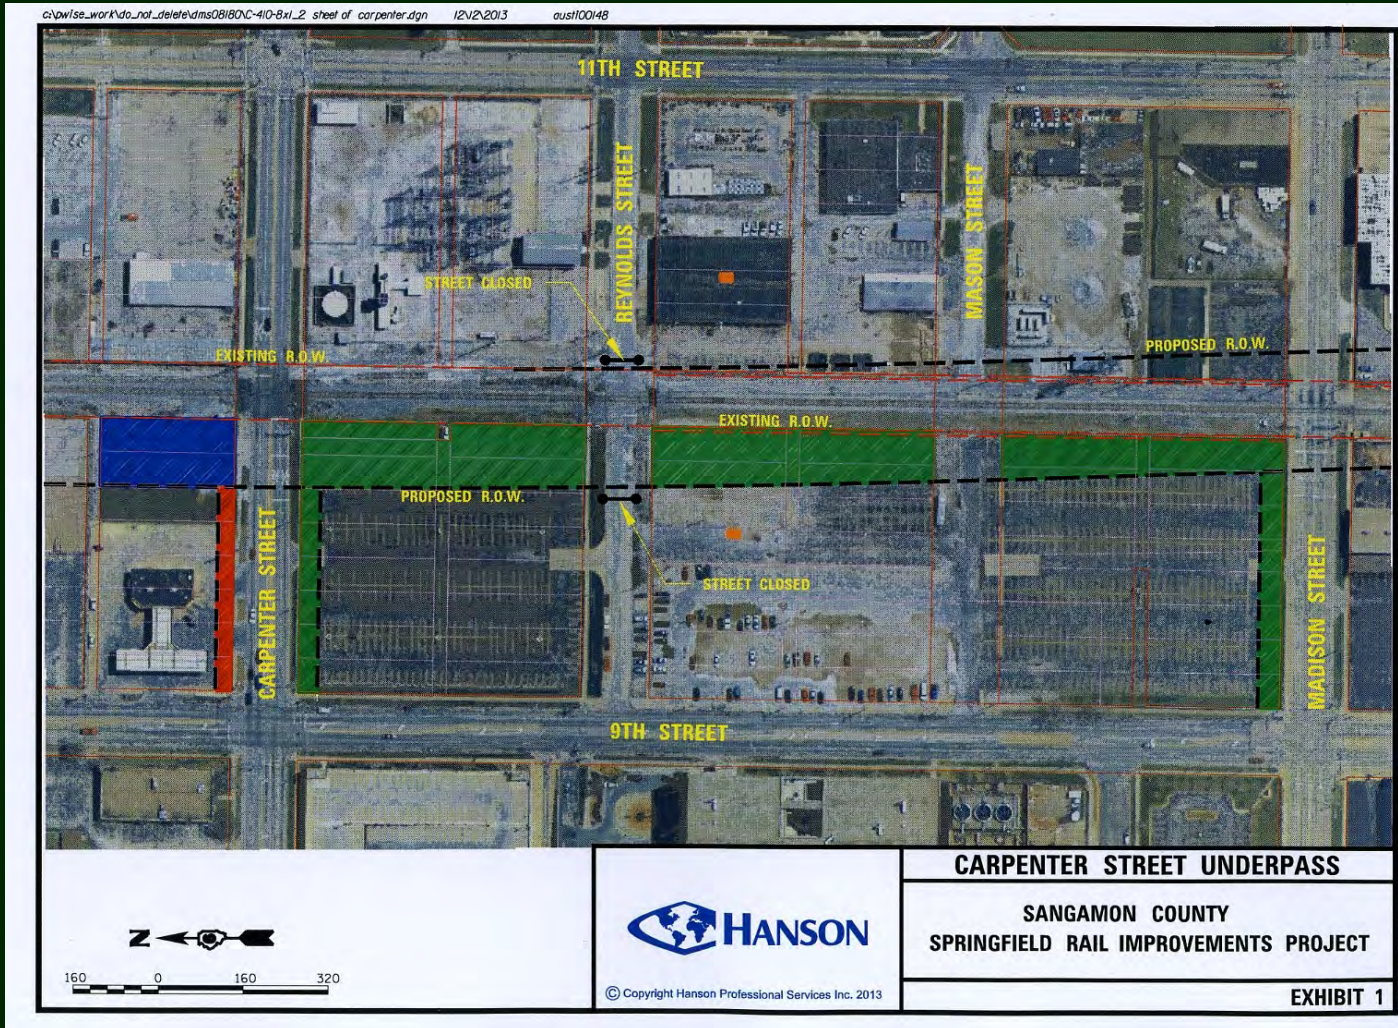 c:\pwise_work\do_not_delete\dms08180\C-410-8x1_2 sheet of carpenter.dgn 12\12\2013 aust100148
11TH STREET
REYNOLDS STREET
MASON STREET
STREET CLOSED
EXISTING R.O.W.
PROPOSED R.O.W.
EXISTING R.O.W.
PROPOSED R.O.W.
CARPENTER STREET
STREET CLOSED
MADISON STREET
9TH STREET
N
160 0 160 320
HANSON
© Copyright Hanson Professional Services Inc. 2013
CARPENTER STREET UNDERPASS
SANGAMON COUNTY
SPRINGFIELD RAIL IMPROVEMENTS PROJECT
EXHIBIT 1